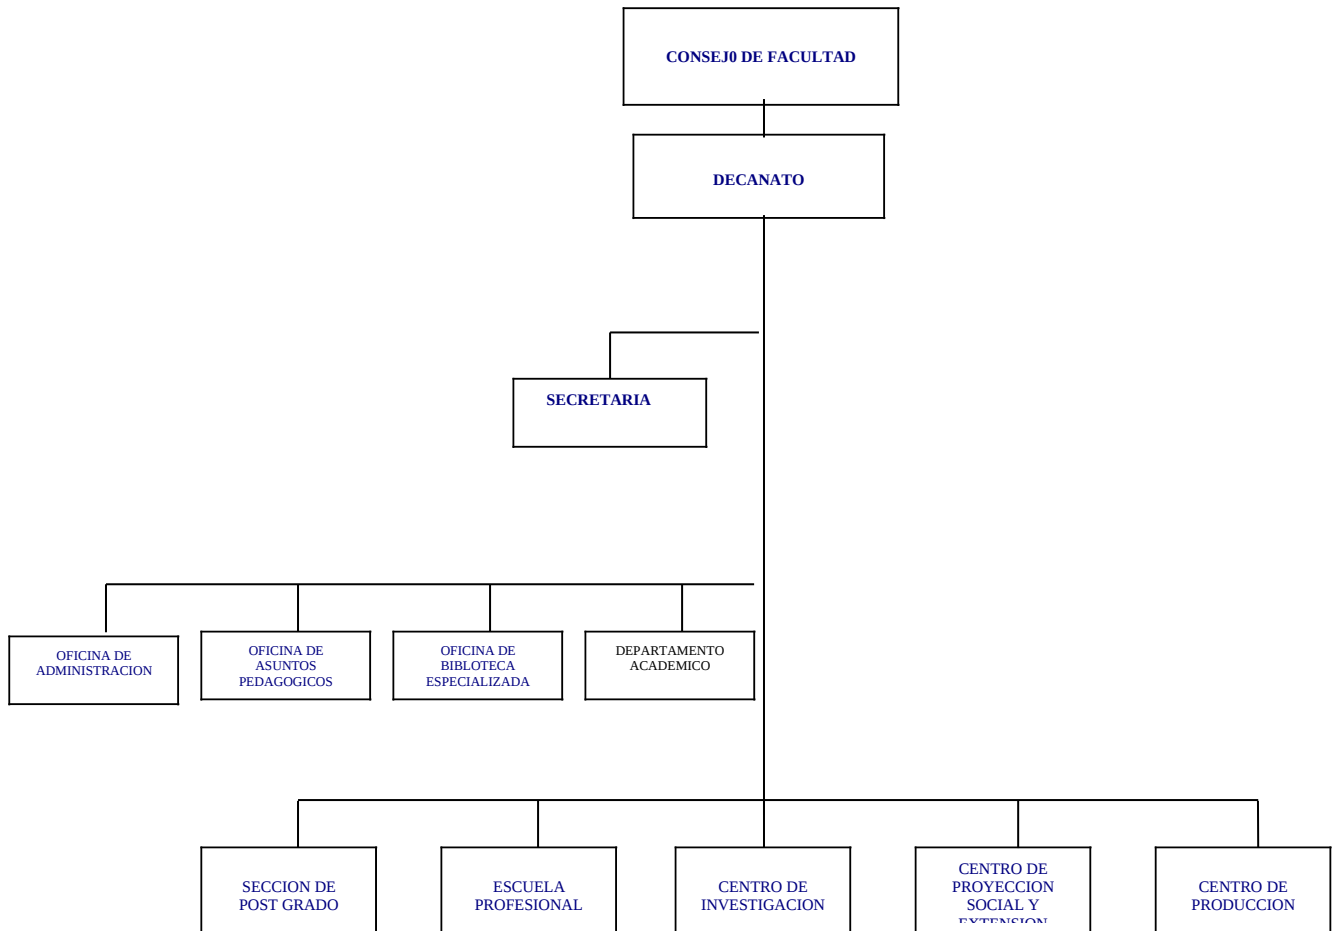 CONSEJ0 DE FACULTAD
DECANATO
SECRETARIA
OFICINA DE
ADMINISTRACION
OFICINA DE
ASUNTOS
PEDAGOGICOS
OFICINA DE
BIBLOTECA
ESPECIALIZADA
DEPARTAMENTO
ACADEMICO
SECCION DE
POST GRADO
ESCUELA
PROFESIONAL
CENTRO DE
INVESTIGACION
CENTRO DE
PROYECCION
SOCIAL Y
EXTENSION
CENTRO DE
PRODUCCION